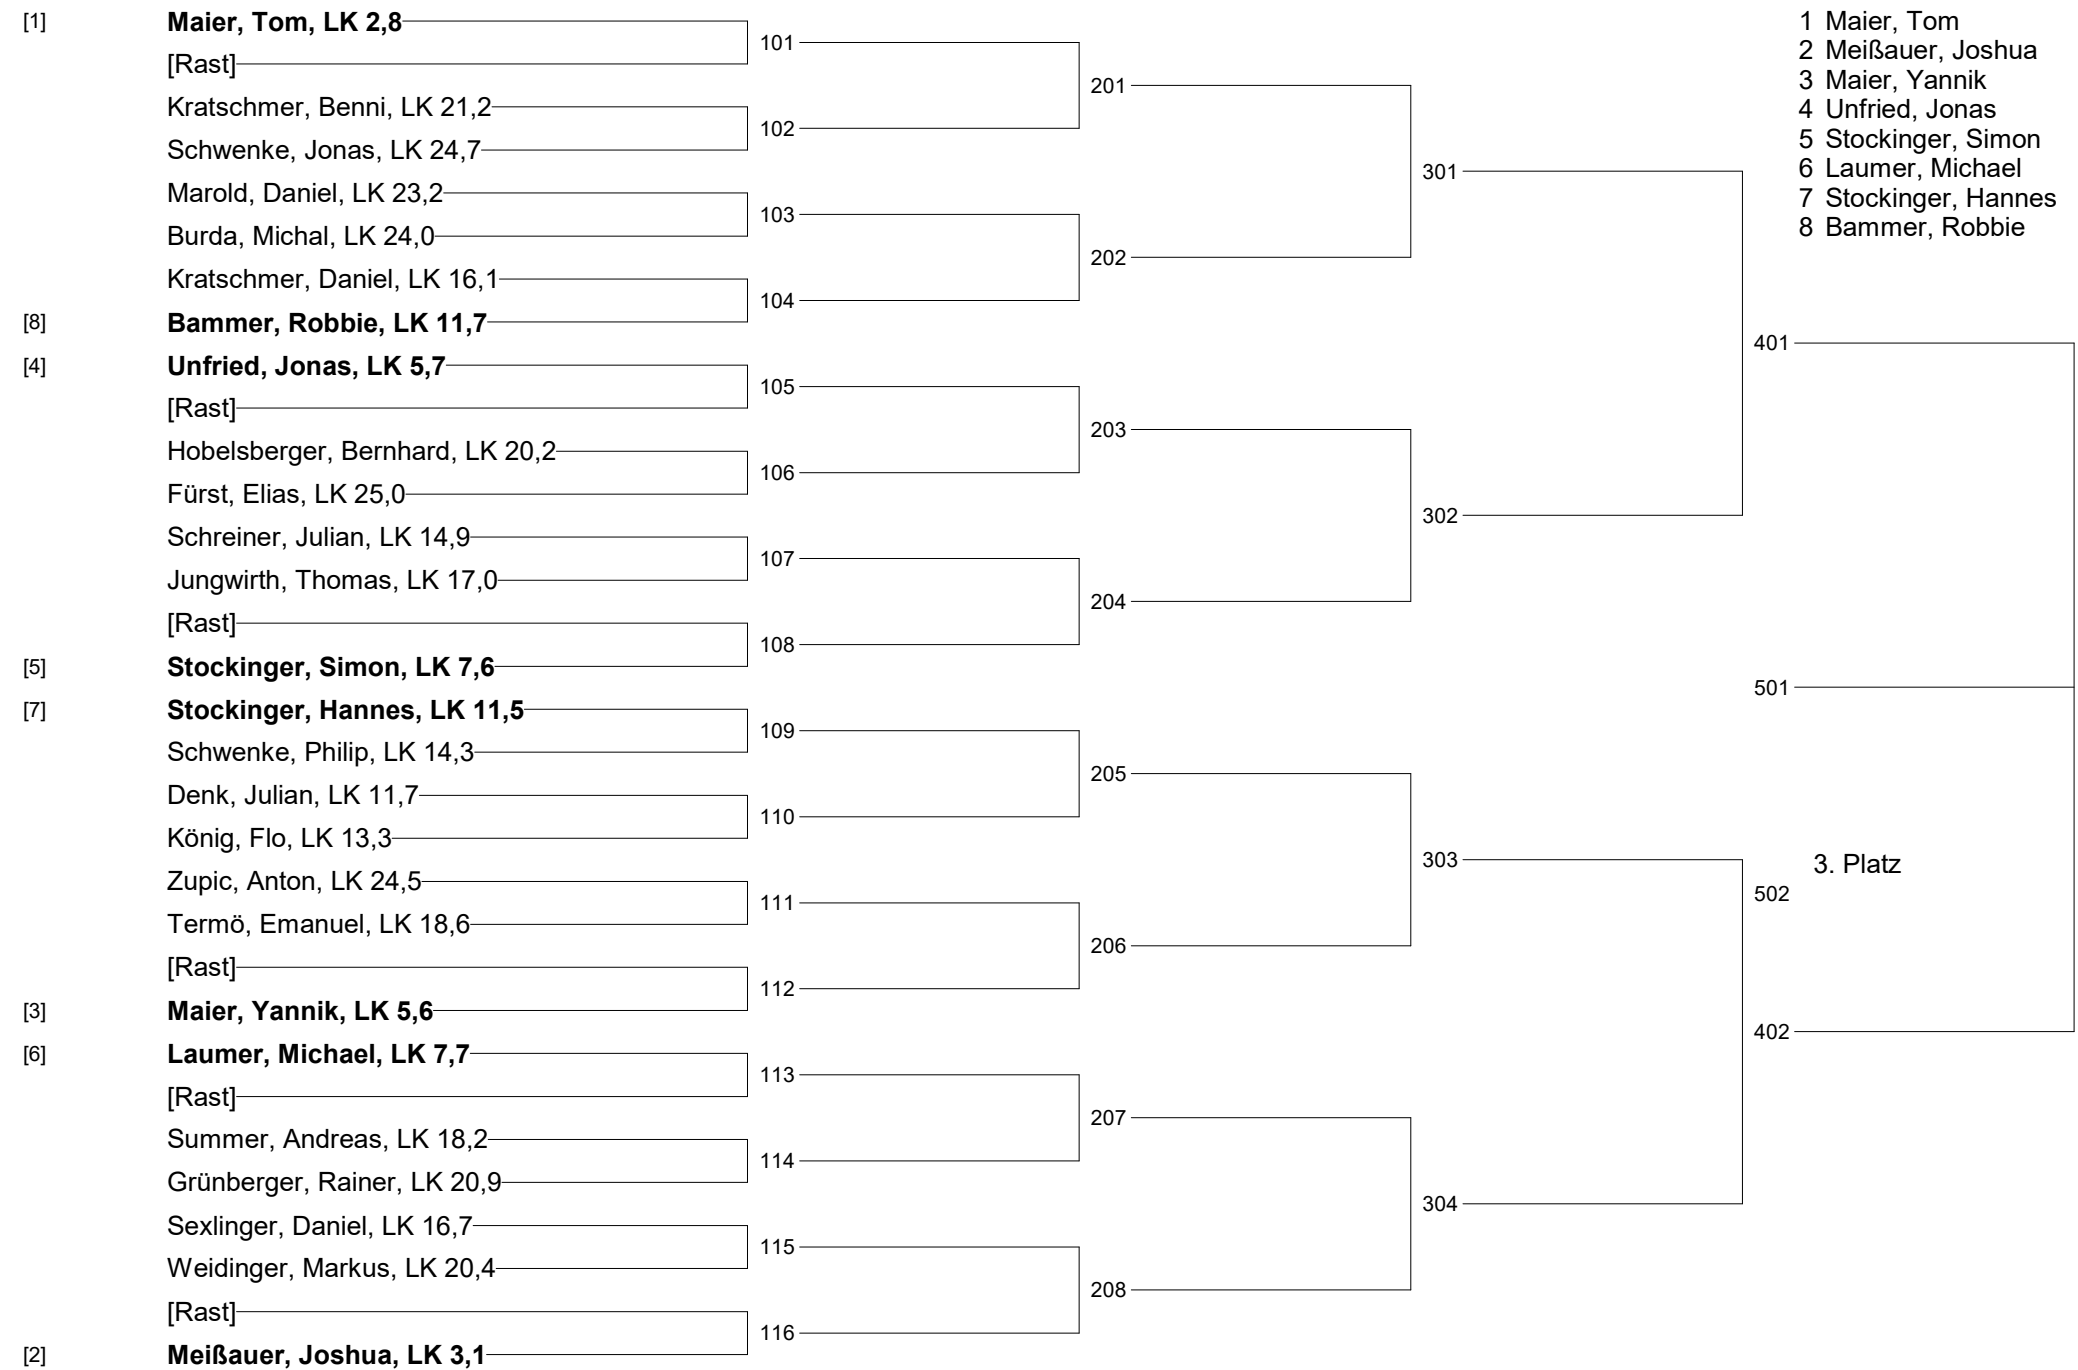 [1] Maier, Tom, LK 2,8
[Rast]
101
Kratschmer, Benni, LK 21,2
Schwenke, Jonas, LK 24,7
102
201
Marold, Daniel, LK 23,2
Burda, Michal, LK 24,0
103
Kratschmer, Daniel, LK 16,1
[8] Bammer, Robbie, LK 11,7
104
202
301
[4] Unfried, Jonas, LK 5,7
[Rast]
105
Hobelsberger, Bernhard, LK 20,2
Fürst, Elias, LK 25,0
106
203
Schreiner, Julian, LK 14,9
Jungwirth, Thomas, LK 17,0
107
[Rast]
[5] Stockinger, Simon, LK 7,6
108
204
302
401
[7] Stockinger, Hannes, LK 11,5
Schwenke, Philip, LK 14,3
109
Denk, Julian, LK 11,7
König, Flo, LK 13,3
110
205
Zupic, Anton, LK 24,5
Termö, Emanuel, LK 18,6
111
[Rast]
[3] Maier, Yannik, LK 5,6
112
206
303
[6] Laumer, Michael, LK 7,7
[Rast]
113
Summer, Andreas, LK 18,2
Grünberger, Rainer, LK 20,9
114
207
Sexlinger, Daniel, LK 16,7
Weidinger, Markus, LK 20,4
115
[Rast]
[2] Meißauer, Joshua, LK 3,1
116
208
304
402
501
3. Platz
502
1 Maier, Tom
2 Meißauer, Joshua
3 Maier, Yannik
4 Unfried, Jonas
5 Stockinger, Simon
6 Laumer, Michael
7 Stockinger, Hannes
8 Bammer, Robbie